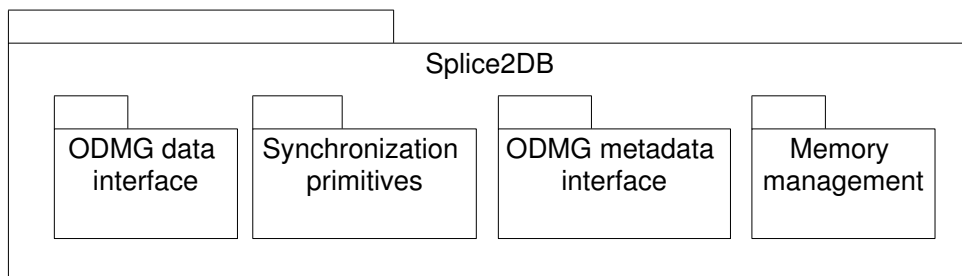 Splice2DB
ODMG data
interface
Synchronization
primitives
ODMG metadata
interface
Memory
management